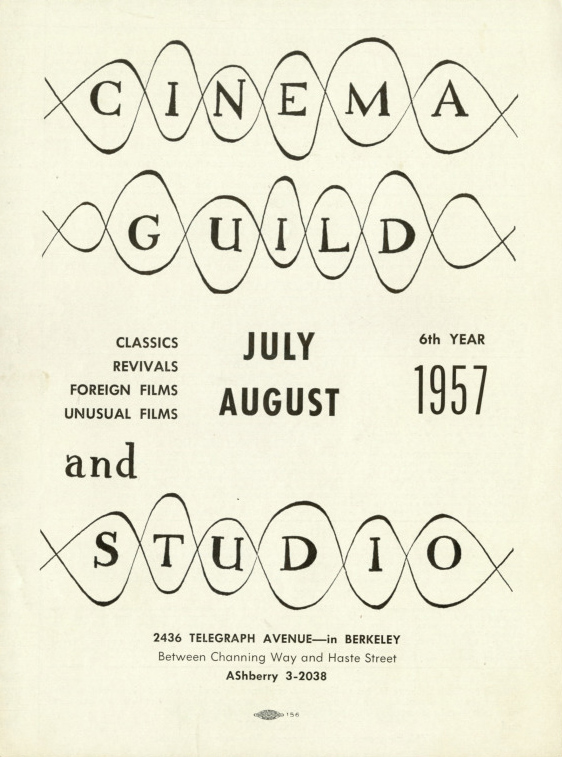 CINEMA
GUILD
CLASSICS
REVIVALS
FOREIGN FILMS
UNUSUAL FILMS
JULY
AUGUST
6th YEAR
1957
and
STUDIO
2436 TELEGRAPH AVENUE—in BERKELEY
Between Channing Way and Haste Street
AShberry 3-2038
156